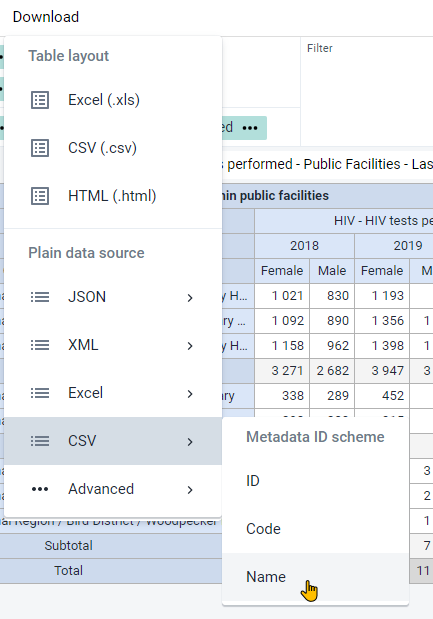 Download
Table layout
Filter
Excel (.xls)
CSV (.csv)
ed •••
HTML (.html)
performed - Public Facilities - Las
in public facilities
Plain data source
HIV - HIV tests pe
2018 2019
Female Male Female M
JSON
y H... 1 021 830 1 193
ry ... 1 092 890 1 356 1
XML
y H... 1 158 962 1 398 1
3 271 2 682 3 947 3
Excel
ary 338 289 452
CSV
Metadata ID scheme
3
ID
Advanced
2
al Region / Bird District / Woodpecker
1
Code
Subtotal 7
Total 11
Name